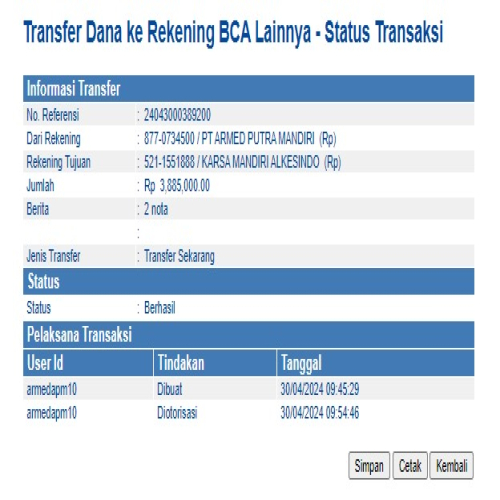 Transfer Dana ke Rekening BCA Lainnya - Status Transaksi
Informasi Transfer
No. Referensi : 24043000389200
Dari Rekening : 877-0734500 / PT ARMED PUTRA MANDIRI (Rp)
Rekening Tujuan : 521-1551888 / KARSA MANDIRI ALKESINDO (Rp)
Jumlah : Rp 3,885,000.00
Berita : 2 nota
:
Jenis Transfer : Transfer Sekarang
Status
Status : Berhasil
Pelaksana Transaksi
User Id Tindakan Tanggal
armedapm10 Dibuat 30/04/2024 09:45:29
armedapm10 Diotorisasi 30/04/2024 09:54:46
Simpan Cetak Kembali